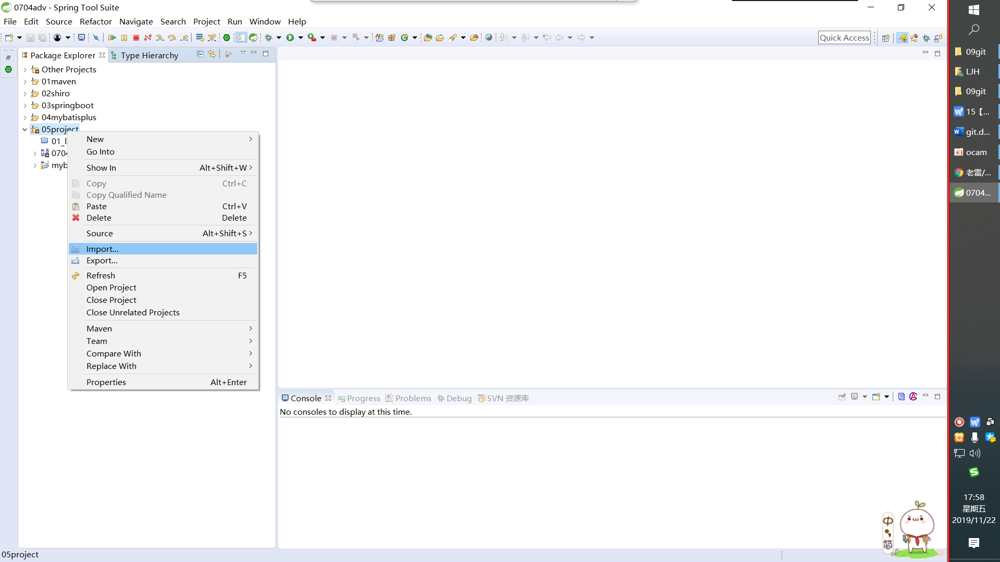 0704adv - Spring Tool Suite
File Edit Source Refactor Navigate Search Project Run Window Help
Quick Access
Package Explorer Type Hierarchy
Other Projects
01maven
02shiro
03springboot
04mybatisplus
05project
01_l
0704
myb
New
Go Into
Show In Alt+Shift+W
Copy Ctrl+C
Copy Qualified Name
Paste Ctrl+V
Delete Delete
Source Alt+Shift+S
Import...
Export...
Refresh F5
Open Project
Close Project
Close Unrelated Projects
Maven
Team
Compare With
Replace With
Properties Alt+Enter
Console Progress Problems Debug SVN 资源库
No consoles to display at this time.
05project
09git
LJH
09git
15【...
git.d...
ocam
老雷/...
0704...
17:58
星期五
2019/11/22
中
简